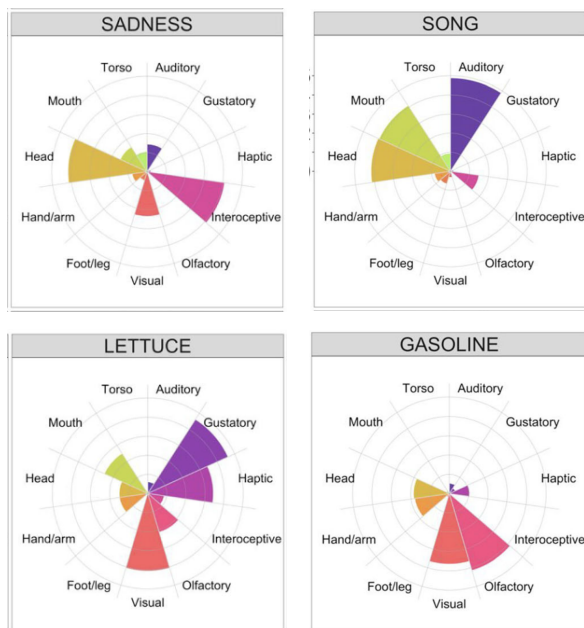 SADNESS
Torso Auditory
Mouth Gustatory
Head Haptic
Hand/arm Interoceptive
Foot/leg Olfactory
Visual
SONG
Torso Auditory
Mouth Gustatory
Head Haptic
Hand/arm Interoceptive
Foot/leg Olfactory
Visual
LETTUCE
Torso Auditory
Mouth Gustatory
Head Haptic
Hand/arm Interoceptive
Foot/leg Olfactory
Visual
GASOLINE
Torso Auditory
Mouth Gustatory
Head Haptic
Hand/arm Interoceptive
Foot/leg Olfactory
Visual